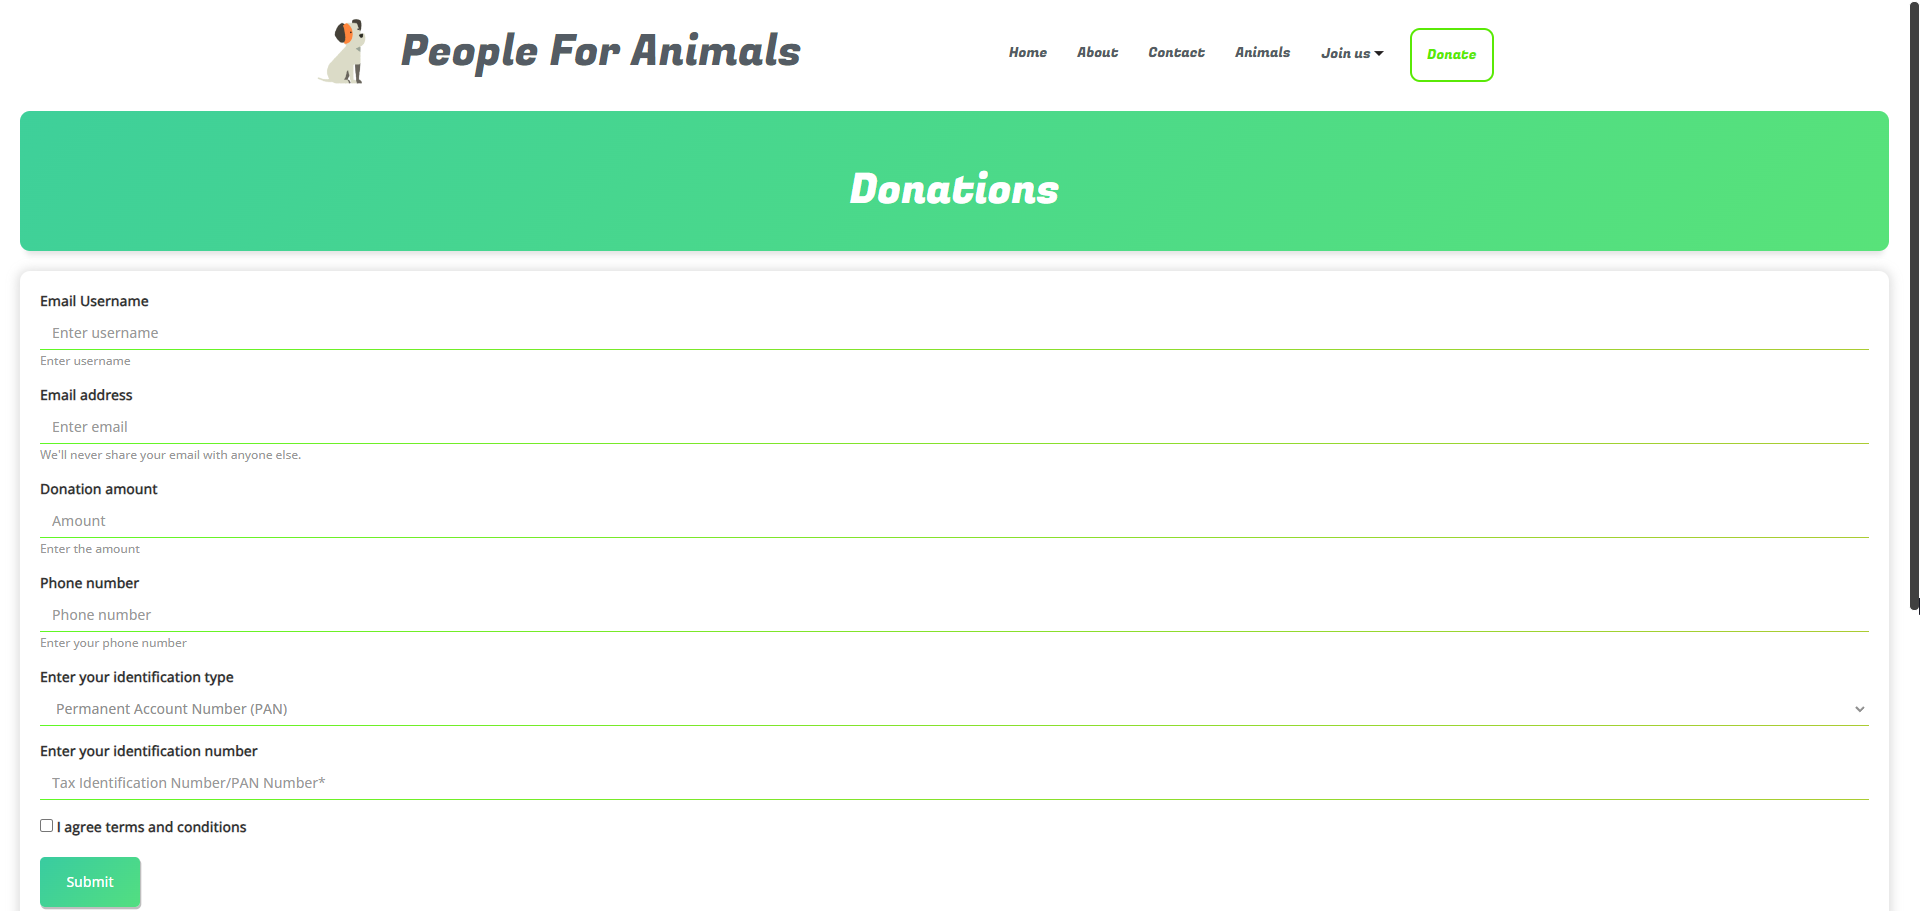 People For Animals
Home About Contact Animals Join us Donate
Donations
Email Username
Enter username
Enter username
Email address
Enter email
We'll never share your email with anyone else.
Donation amount
Amount
Enter the amount
Phone number
Phone number
Enter your phone number
Enter your identification type
Permanent Account Number (PAN)
Enter your identification number
Tax Identification Number/PAN Number*
I agree terms and conditions
Submit